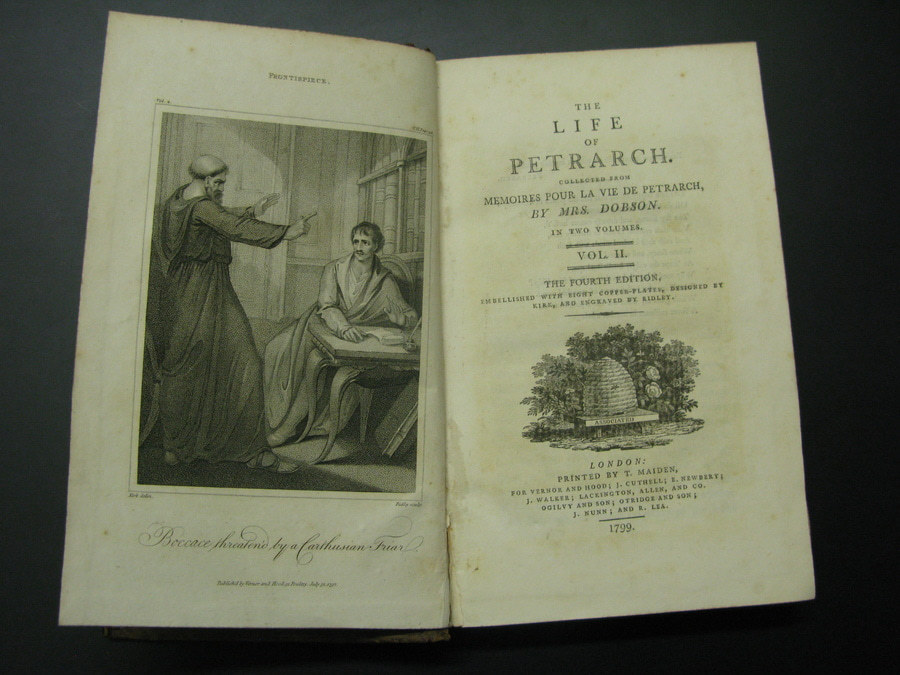 FRONTISPIECE.
Vol. 2.
Kirk delin.
Ridley sculp.
Boccace threatend by a Carthusian Friar.
Published by Vernor and Hood, 31 Poultry July 31,
THE
LIFE
OF
PETRARCH.
COLLECTED FROM
MEMOIRES POUR LA VIE DE PETRARCH,
BY MRS. DOBSON.
IN TWO VOLUMES.
VOL. II.
THE FOURTH EDITION,
EMBELLISHED WITH EIGHT COPPER-PLATES, DESIGNED BY
KIRK, AND ENGRAVED BY RIDLEY.
ASSOCIATED
LONDON:
PRINTED BY T. MAIDEN,
FOR VERNOR AND HOOD; J. CUTHELL; E. NEWBERY;
J. WALKER; LACKINGTON, ALLEN, AND CO.
OGILVY AND SON; OTRIDGE AND SON;
J. NUNN; AND R. LEA.
1799.